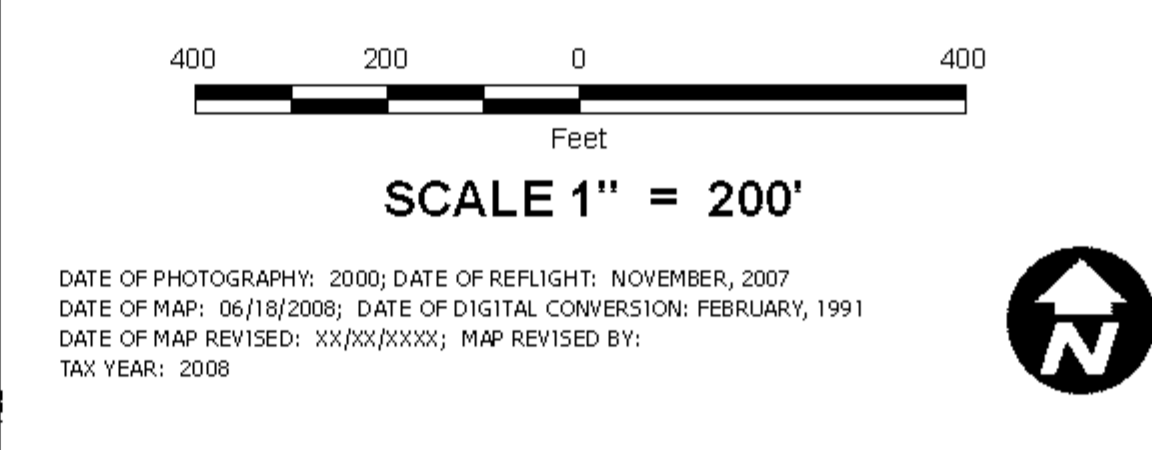 400 200 0 400
Feet
SCALE 1" = 200'
DATE OF PHOTOGRAPHY: 2000; DATE OF REFLIGHT: NOVEMBER, 2007
DATE OF MAP: 06/18/2008; DATE OF DIGITAL CONVERSION: FEBRUARY, 1991
DATE OF MAP REVISED: XX/XX/XXXX; MAP REVISED BY:
TAX YEAR: 2008
N